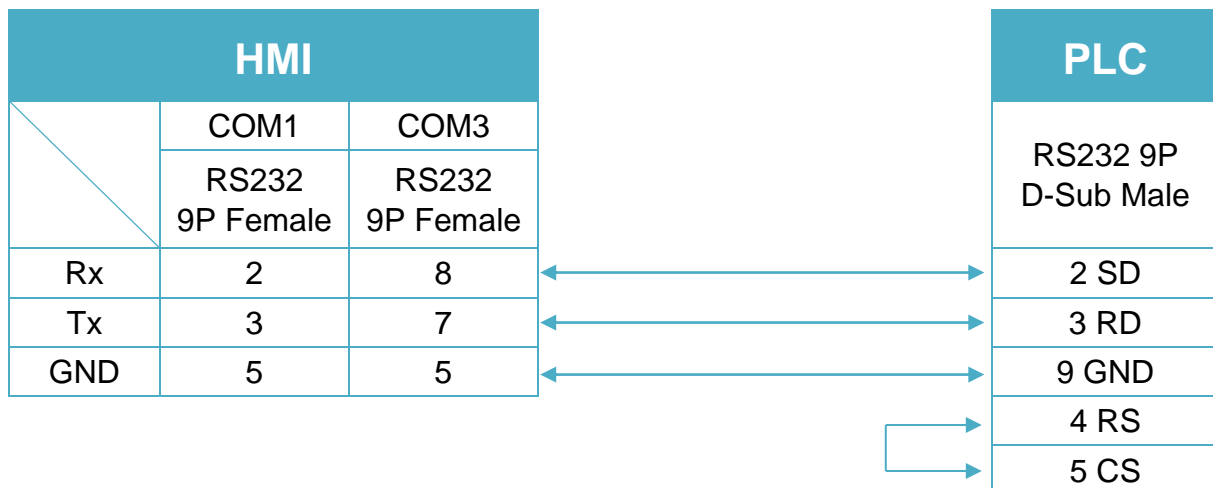 HMI
PLC
COM1 COM3
RS232 9P
D-Sub Male
RS232 RS232
9P Female 9P Female
Rx 2 8 2 SD
Tx 3 7 3 RD
GND 5 5 9 GND
4 RS
5 CS